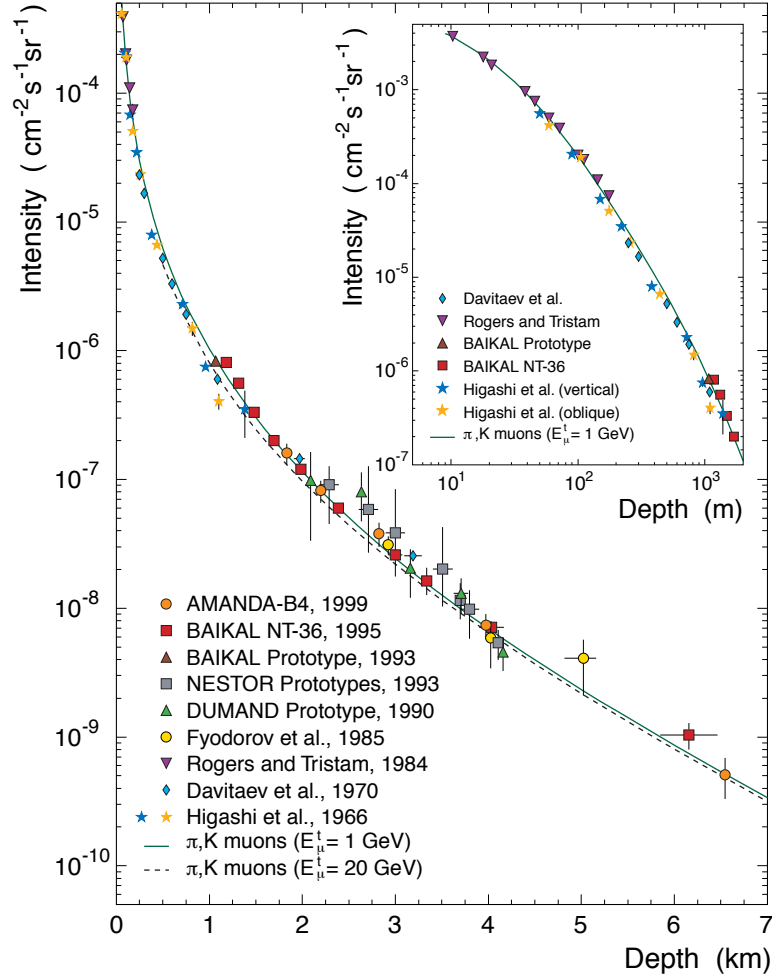 Intensity ( cm-2s-1sr-1)
10-4
10-5
10-6
10-7
10-8
10-9
10-10
0 1 2 3 4 5 6 7
Depth (km)
AMANDA-B4, 1999
BAIKAL NT-36, 1995
BAIKAL Prototype, 1993
NESTOR Prototypes, 1993
DUMAND Prototype, 1990
Fyodorov et al., 1985
Rogers and Tristam, 1984
Davitaev et al., 1970
Higashi et al., 1966
π,K muons (Etμ= 1 GeV)
π,K muons (Etμ= 20 GeV)
Intensity ( cm-2s-1sr-1)
10-3
10-4
10-5
10-6
10-7
101 102 103
Depth (m)
Davitaev et al.
Rogers and Tristam
BAIKAL Prototype
BAIKAL NT-36
Higashi et al. (vertical)
Higashi et al. (oblique)
π,K muons (Etμ= 1 GeV)